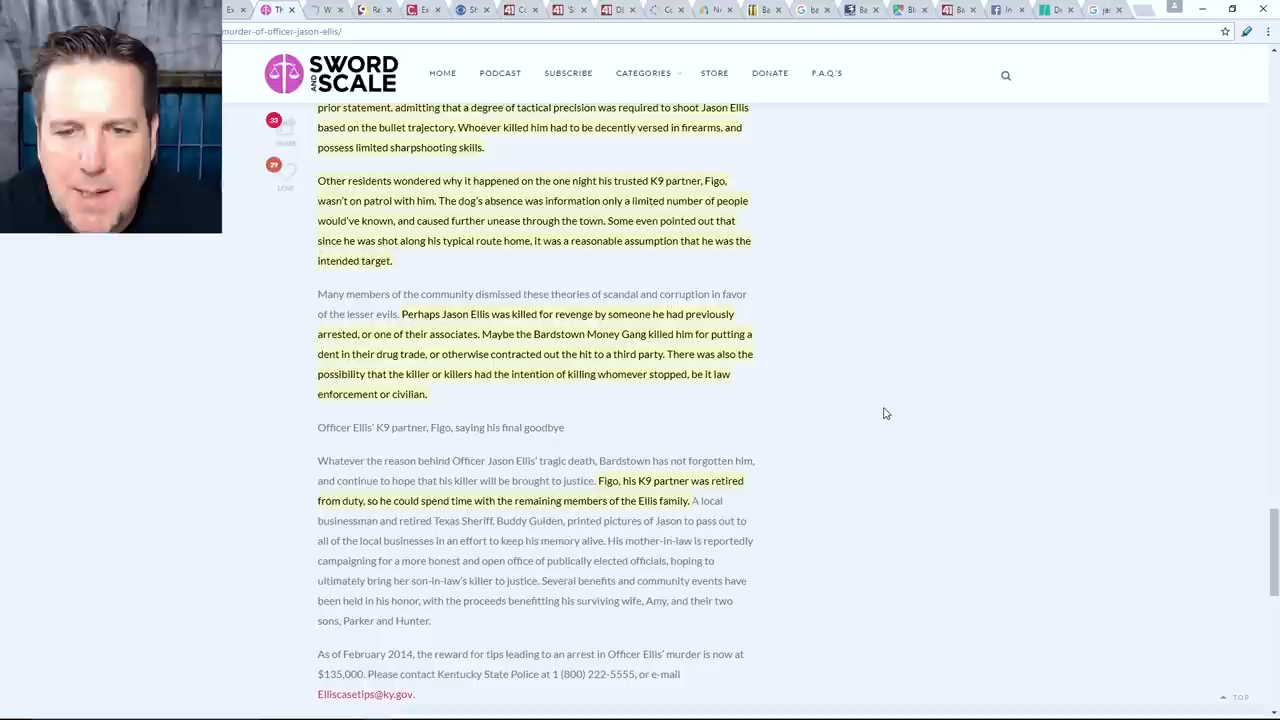 murder-of-officer-jason-ellis/
SWORD
AND
SCALE
HOME
PODCAST
SUBSCRIBE
CATEGORIES
STORE
DONATE
F.A.Q.'S
prior statement, admitting that a degree of tactical precision was required to shoot Jason Ellis
based on the bullet trajectory. Whoever killed him had to be decently versed in firearms, and
possess limited sharpshooting skills.
33
SHARE
29
LOVE
Other residents wondered why it happened on the one night his trusted K9 partner, Figo,
wasn't on patrol with him. The dog's absence was information only a limited number of people
would've known, and caused further unease through the town. Some even pointed out that
since he was shot along his typical route home, it was a reasonable assumption that he was the
intended target.
Many members of the community dismissed these theories of scandal and corruption in favor
of the lesser evils. Perhaps Jason Ellis was killed for revenge by someone he had previously
arrested, or one of their associates. Maybe the Bardstown Money Gang killed him for putting a
dent in their drug trade, or otherwise contracted out the hit to a third party. There was also the
possibility that the killer or killers had the intention of killing whomever stopped, be it law
enforcement or civilian.
Officer Ellis' K9 partner, Figo, saying his final goodbye
Whatever the reason behind Officer Jason Ellis' tragic death, Bardstown has not forgotten him,
and continue to hope that his killer will be brought to justice. Figo, his K9 partner was retired
from duty, so he could spend time with the remaining members of the Ellis family. A local
businessman and retired Texas Sheriff, Buddy Gulden, printed pictures of Jason to pass out to
all of the local businesses in an effort to keep his memory alive. His mother-in-law is reportedly
campaigning for a more honest and open office of publically elected officials, hoping to
ultimately bring her son-in-law's killer to justice. Several benefits and community events have
been held in his honor, with the proceeds benefitting his surviving wife, Amy, and their two
sons, Parker and Hunter.
As of February 2014, the reward for tips leading to an arrest in Officer Ellis' murder is now at
$135,000. Please contact Kentucky State Police at 1 (800) 222-5555, or e-mail
Elliscasetips@ky.gov.
TOP